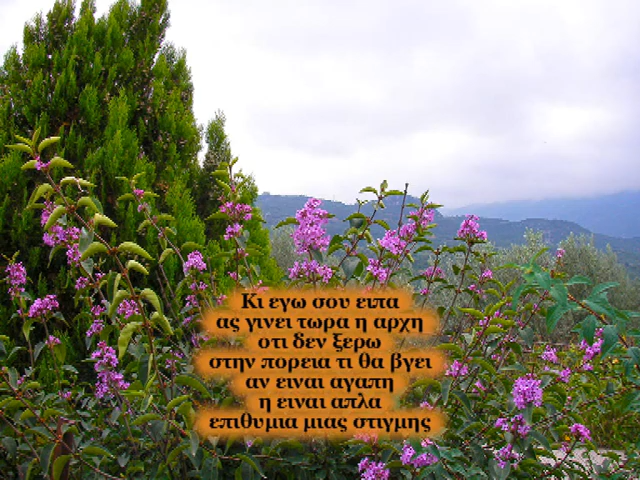 Κι εγω σου ειπα
ας γινει τωρα η αρχη
οτι δεν ξερω
στην πορεια τι θα βγει
αν ειναι αγαπη
η ειναι απλα
επιθυμια μιας στιγμης